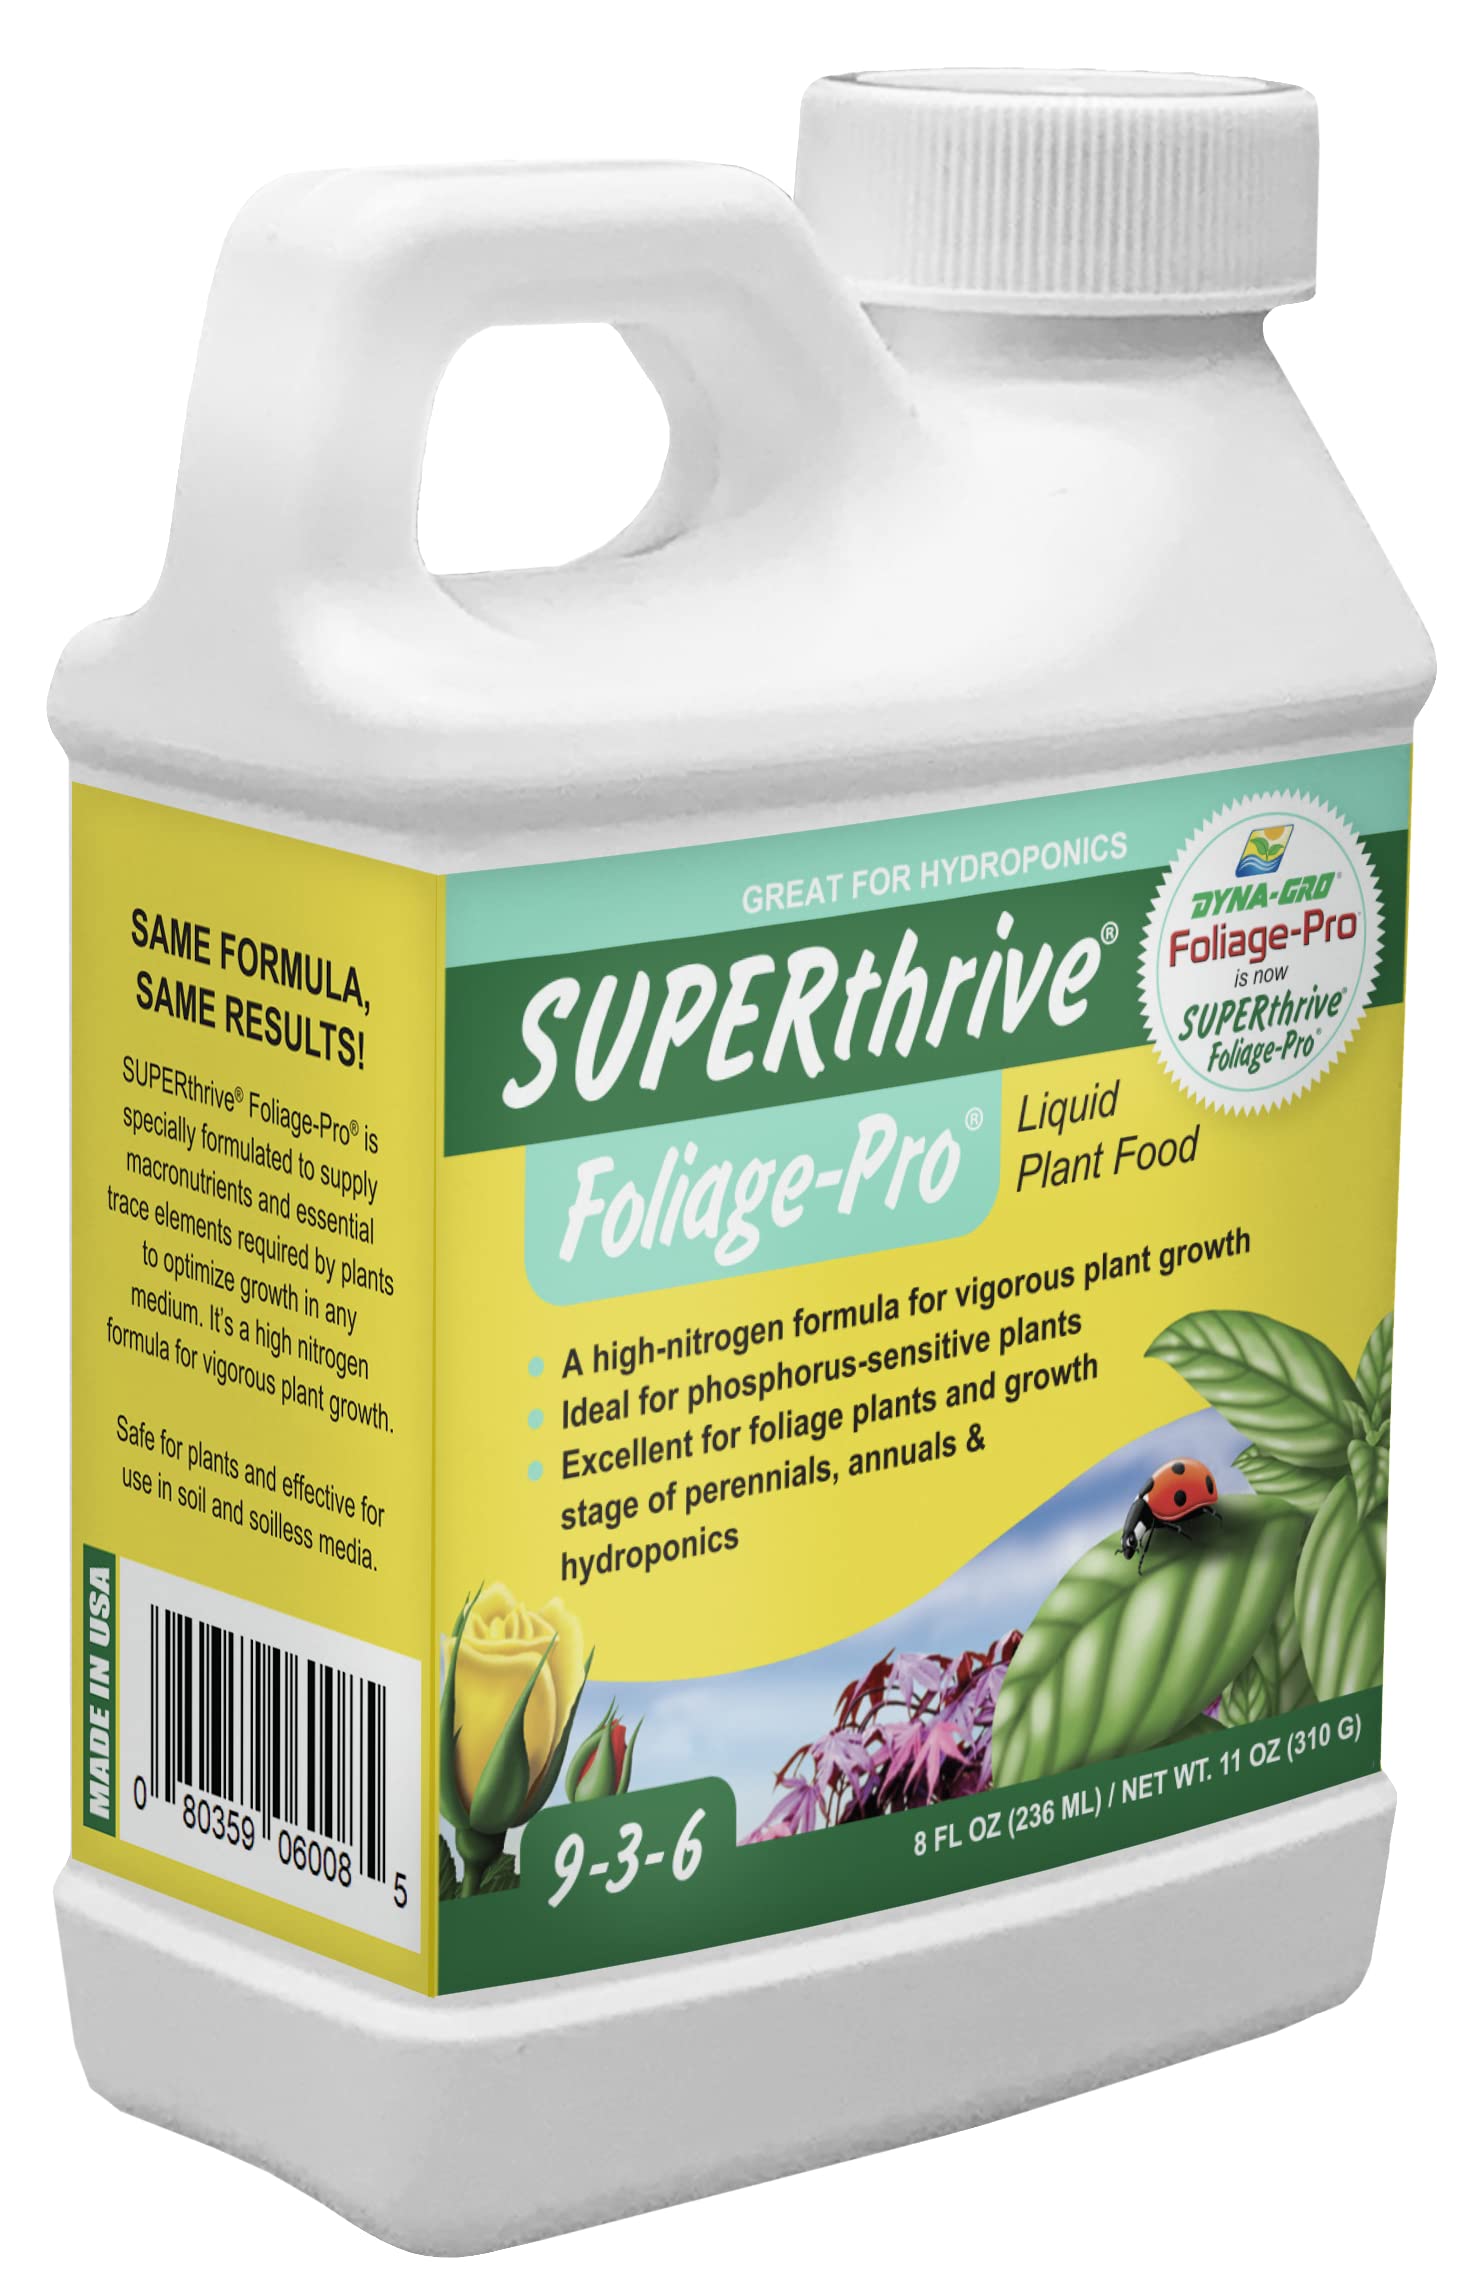 GREAT FOR HYDROPONICS
SUPERthrive®
Foliage-Pro®
Liquid
Plant Food
DYNA-GRO®
Foliage-Pro®
is now
SUPERthrive®
Foliage-Pro®
A high-nitrogen formula for vigorous plant growth
Ideal for phosphorus-sensitive plants
Excellent for foliage plants and growth
stage of perennials, annuals &
hydroponics
9-3-6
8 FL OZ (236 ML) / NET WT. 11 OZ (310 G)
SAME FORMULA,
SAME RESULTS!
SUPERthrive® Foliage-Pro® is
specially formulated to supply
macronutrients and essential
trace elements required by plants
to optimize growth in any
medium. It's a high nitrogen
formula for vigorous plant growth.
Safe for plants and effective for
use in soil and soilless media.
MADE IN USA
0 80359 06008 5